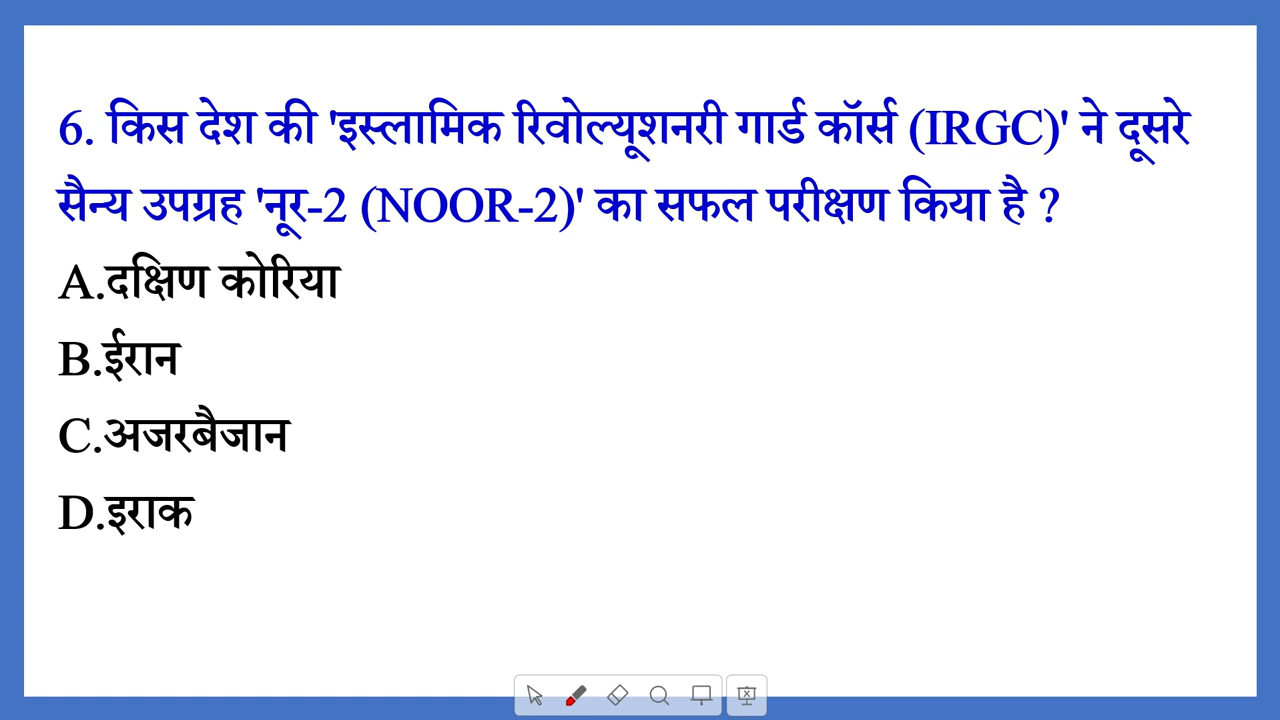 6. किस देश की 'इस्लामिक रिवोल्यूशनरी गार्ड कॉर्स (IRGC)' ने दूसरे
सैन्य उपग्रह 'नूर-2 (NOOR-2)' का सफल परीक्षण किया है ?
A.दक्षिण कोरिया
B.ईरान
C.अजरबैजान
D.इराक